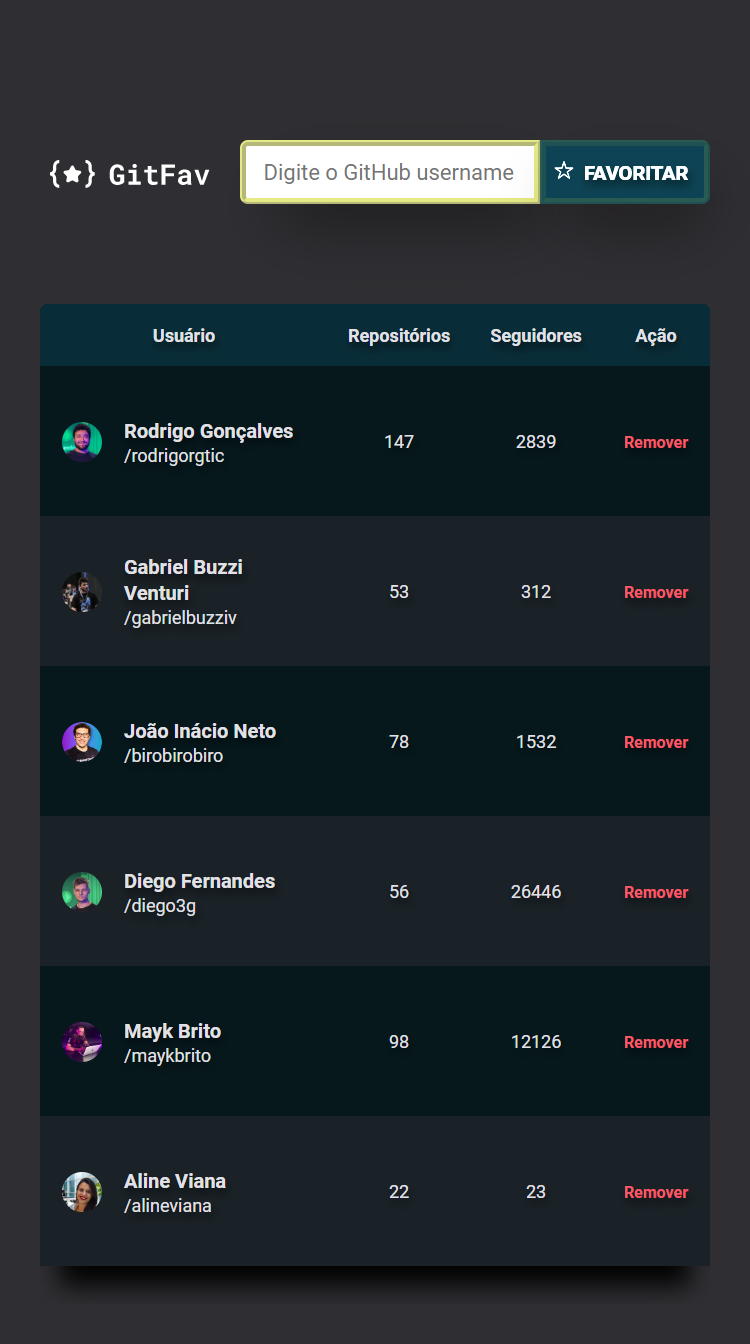 {★} GitFav
Digite o GitHub username
☆ FAVORITAR
Usuário Repositórios Seguidores Ação
Rodrigo Gonçalves
/rodrigorgtic
147 2839 Remover
Gabriel Buzzi
Venturi
/gabrielbuzziv
53 312 Remover
João Inácio Neto
/birobirobiro
78 1532 Remover
Diego Fernandes
/diego3g
56 26446 Remover
Mayk Brito
/maykbrito
98 12126 Remover
Aline Viana
/alineviana
22 23 Remover